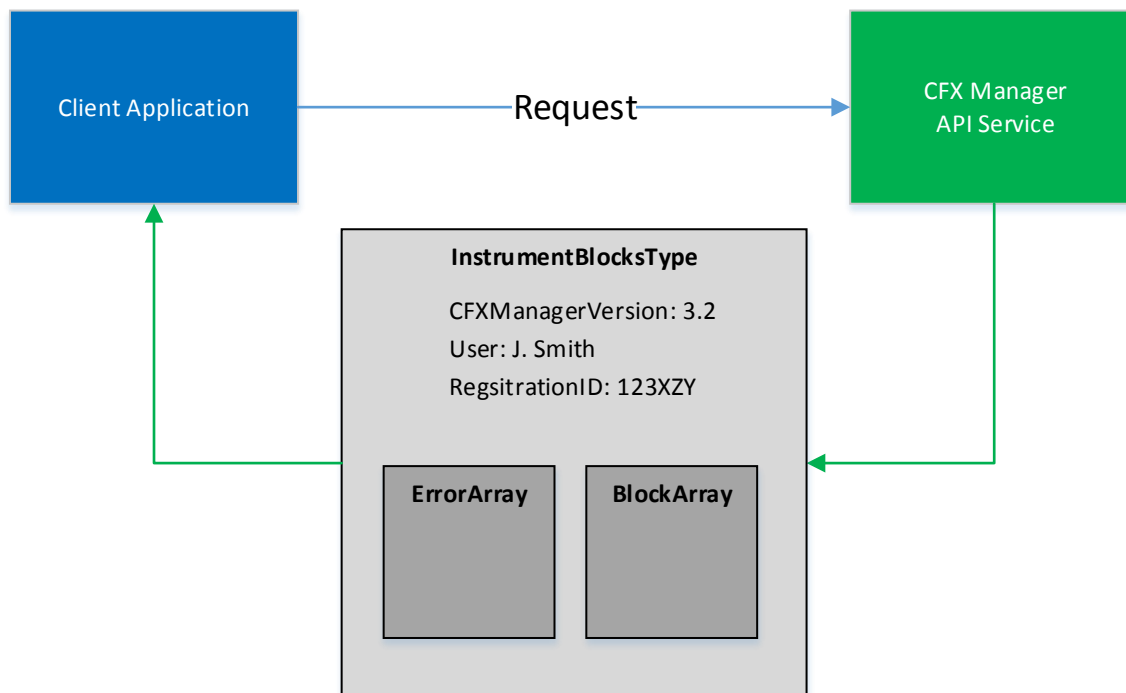 Client Application
Request
CFX Manager
API Service
InstrumentBlocksType
CFXManagerVersion: 3.2
User: J. Smith
RegsitrationID: 123XZY
ErrorArray
BlockArray